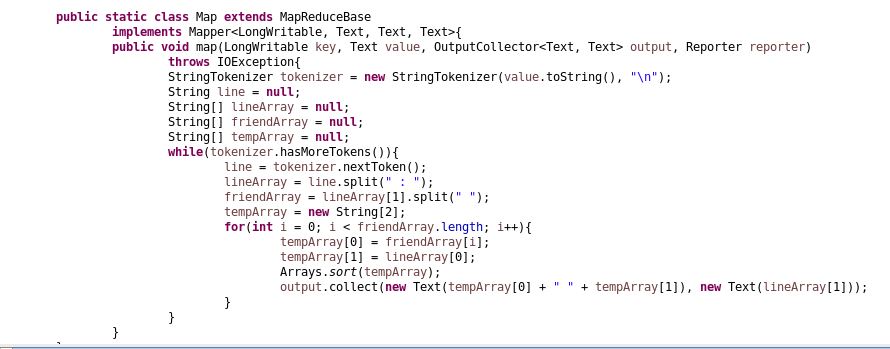 public static class Map extends MapReduceBase
implements Mapper<LongWritable, Text, Text, Text>{
public void map(LongWritable key, Text value, OutputCollector<Text, Text> output, Reporter reporter)
throws IOException{
StringTokenizer tokenizer = new StringTokenizer(value.toString(), "\n");
String line = null;
String[] lineArray = null;
String[] friendArray = null;
String[] tempArray = null;
while(tokenizer.hasMoreTokens()){
line = tokenizer.nextToken();
lineArray = line.split(" : ");
friendArray = lineArray[1].split(" ");
tempArray = new String[2];
for(int i = 0; i < friendArray.length; i++){
tempArray[0] = friendArray[i];
tempArray[1] = lineArray[0];
Arrays.sort(tempArray);
output.collect(new Text(tempArray[0] + " " + tempArray[1]), new Text(lineArray[1]));
}
}
}